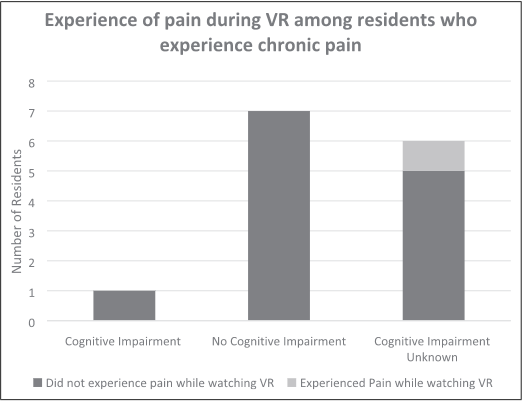 Experience of pain during VR among residents who
experience chronic pain
Number of Residents
8
7
6
5
4
3
2
1
0
Cognitive Impairment
No Cognitive Impairment
Cognitive Impairment
Unknown
Did not experience pain while watching VR
Experienced Pain while watching VR